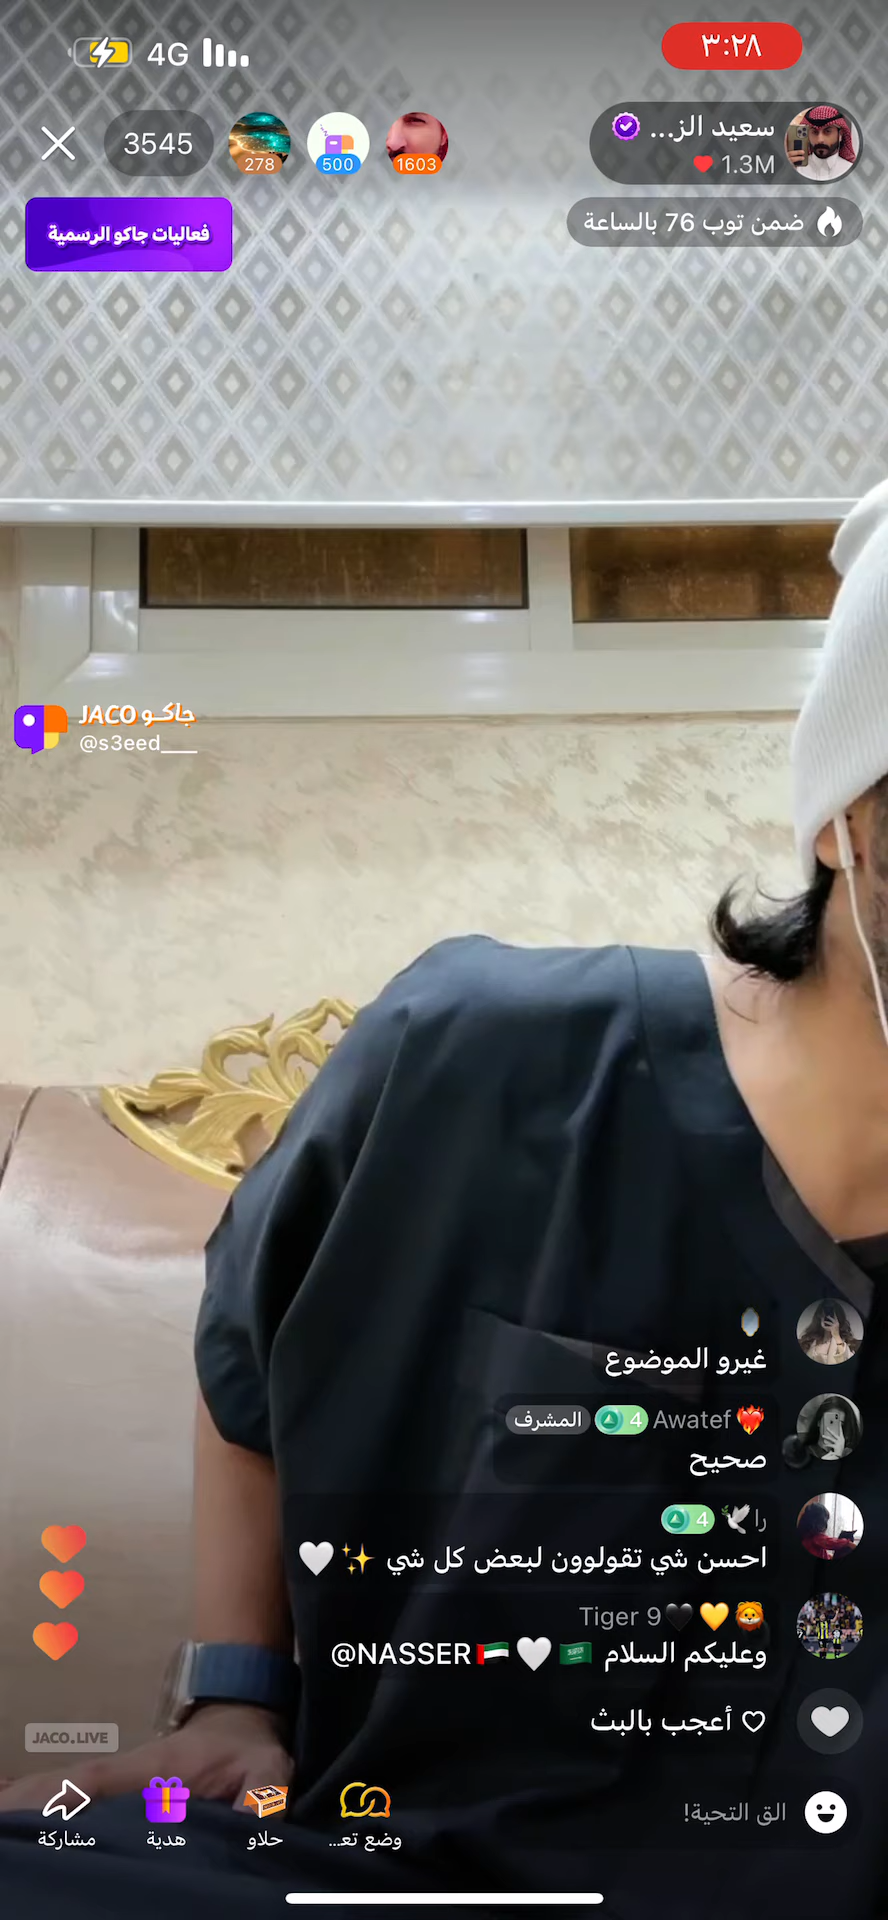 ٣:٢٨
4G
سعيد الز...
1.3M
1603
500
278
3545
ضمن توب 76 بالساعة
فعاليات جاكو الرسمية
JACO جاكو
@s3eed___
غيرو الموضوع
Awatef❤️‍🔥 4 المشرف
صحيح
را🕊️ 4
احسن شي تقولوون لبعض كل شي ✨🤍
Tiger 9🖤💛🦁
وعليكم السلام 🇸🇦🤍🇦🇪@NASSER
♡ أعجب بالبث
JACO.LIVE
الق التحية!
وضع تعـ...
حلاو
هدية
مشاركة